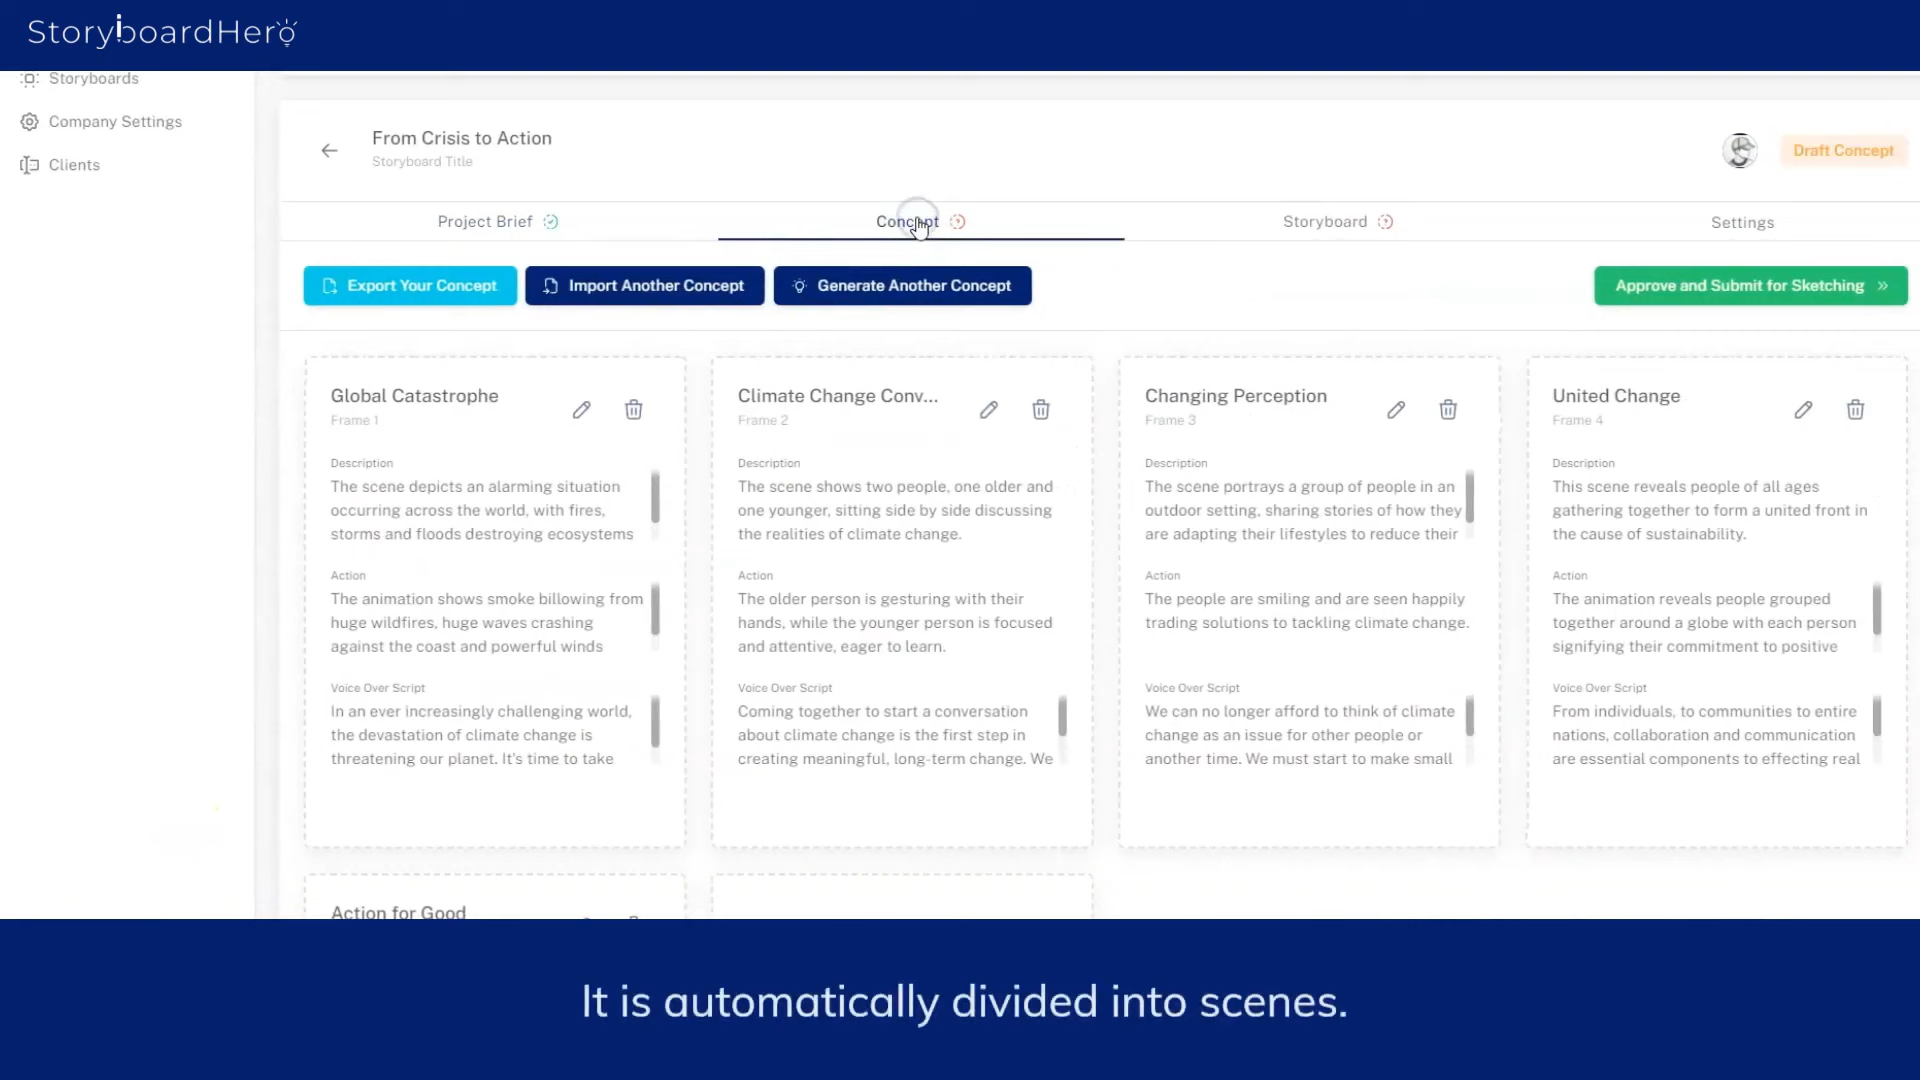 StoryboardHero
Storyboards
Company Settings
Clients
From Crisis to Action
Storyboard Title
Draft Concept
Project Brief
Concept
Storyboard
Settings
Export Your Concept
Import Another Concept
Generate Another Concept
Approve and Submit for Sketching
Global Catastrophe
Frame 1
Description
The scene depicts an alarming situation
occurring across the world, with fires,
storms and floods destroying ecosystems
Action
The animation shows smoke billowing from
huge wildfires, huge waves crashing
against the coast and powerful winds
Voice Over Script
In an ever increasingly challenging world,
the devastation of climate change is
threatening our planet. It's time to take
Climate Change Conv...
Frame 2
Description
The scene shows two people, one older and
one younger, sitting side by side discussing
the realities of climate change.
Action
The older person is gesturing with their
hands, while the younger person is focused
and attentive, eager to learn.
Voice Over Script
Coming together to start a conversation
about climate change is the first step in
creating meaningful, long-term change. We
Changing Perception
Frame 3
Description
The scene portrays a group of people in an
outdoor setting, sharing stories of how they
are adapting their lifestyles to reduce their
Action
The people are smiling and are seen happily
trading solutions to tackling climate change.
Voice Over Script
We can no longer afford to think of climate
change as an issue for other people or
another time. We must start to make small
United Change
Frame 4
Description
This scene reveals people of all ages
gathering together to form a united front in
the cause of sustainability.
Action
The animation reveals people grouped
together around a globe with each person
signifying their commitment to positive
Voice Over Script
From individuals, to communities to entire
nations, collaboration and communication
are essential components to effecting real
Action for Good
It is automatically divided into scenes.